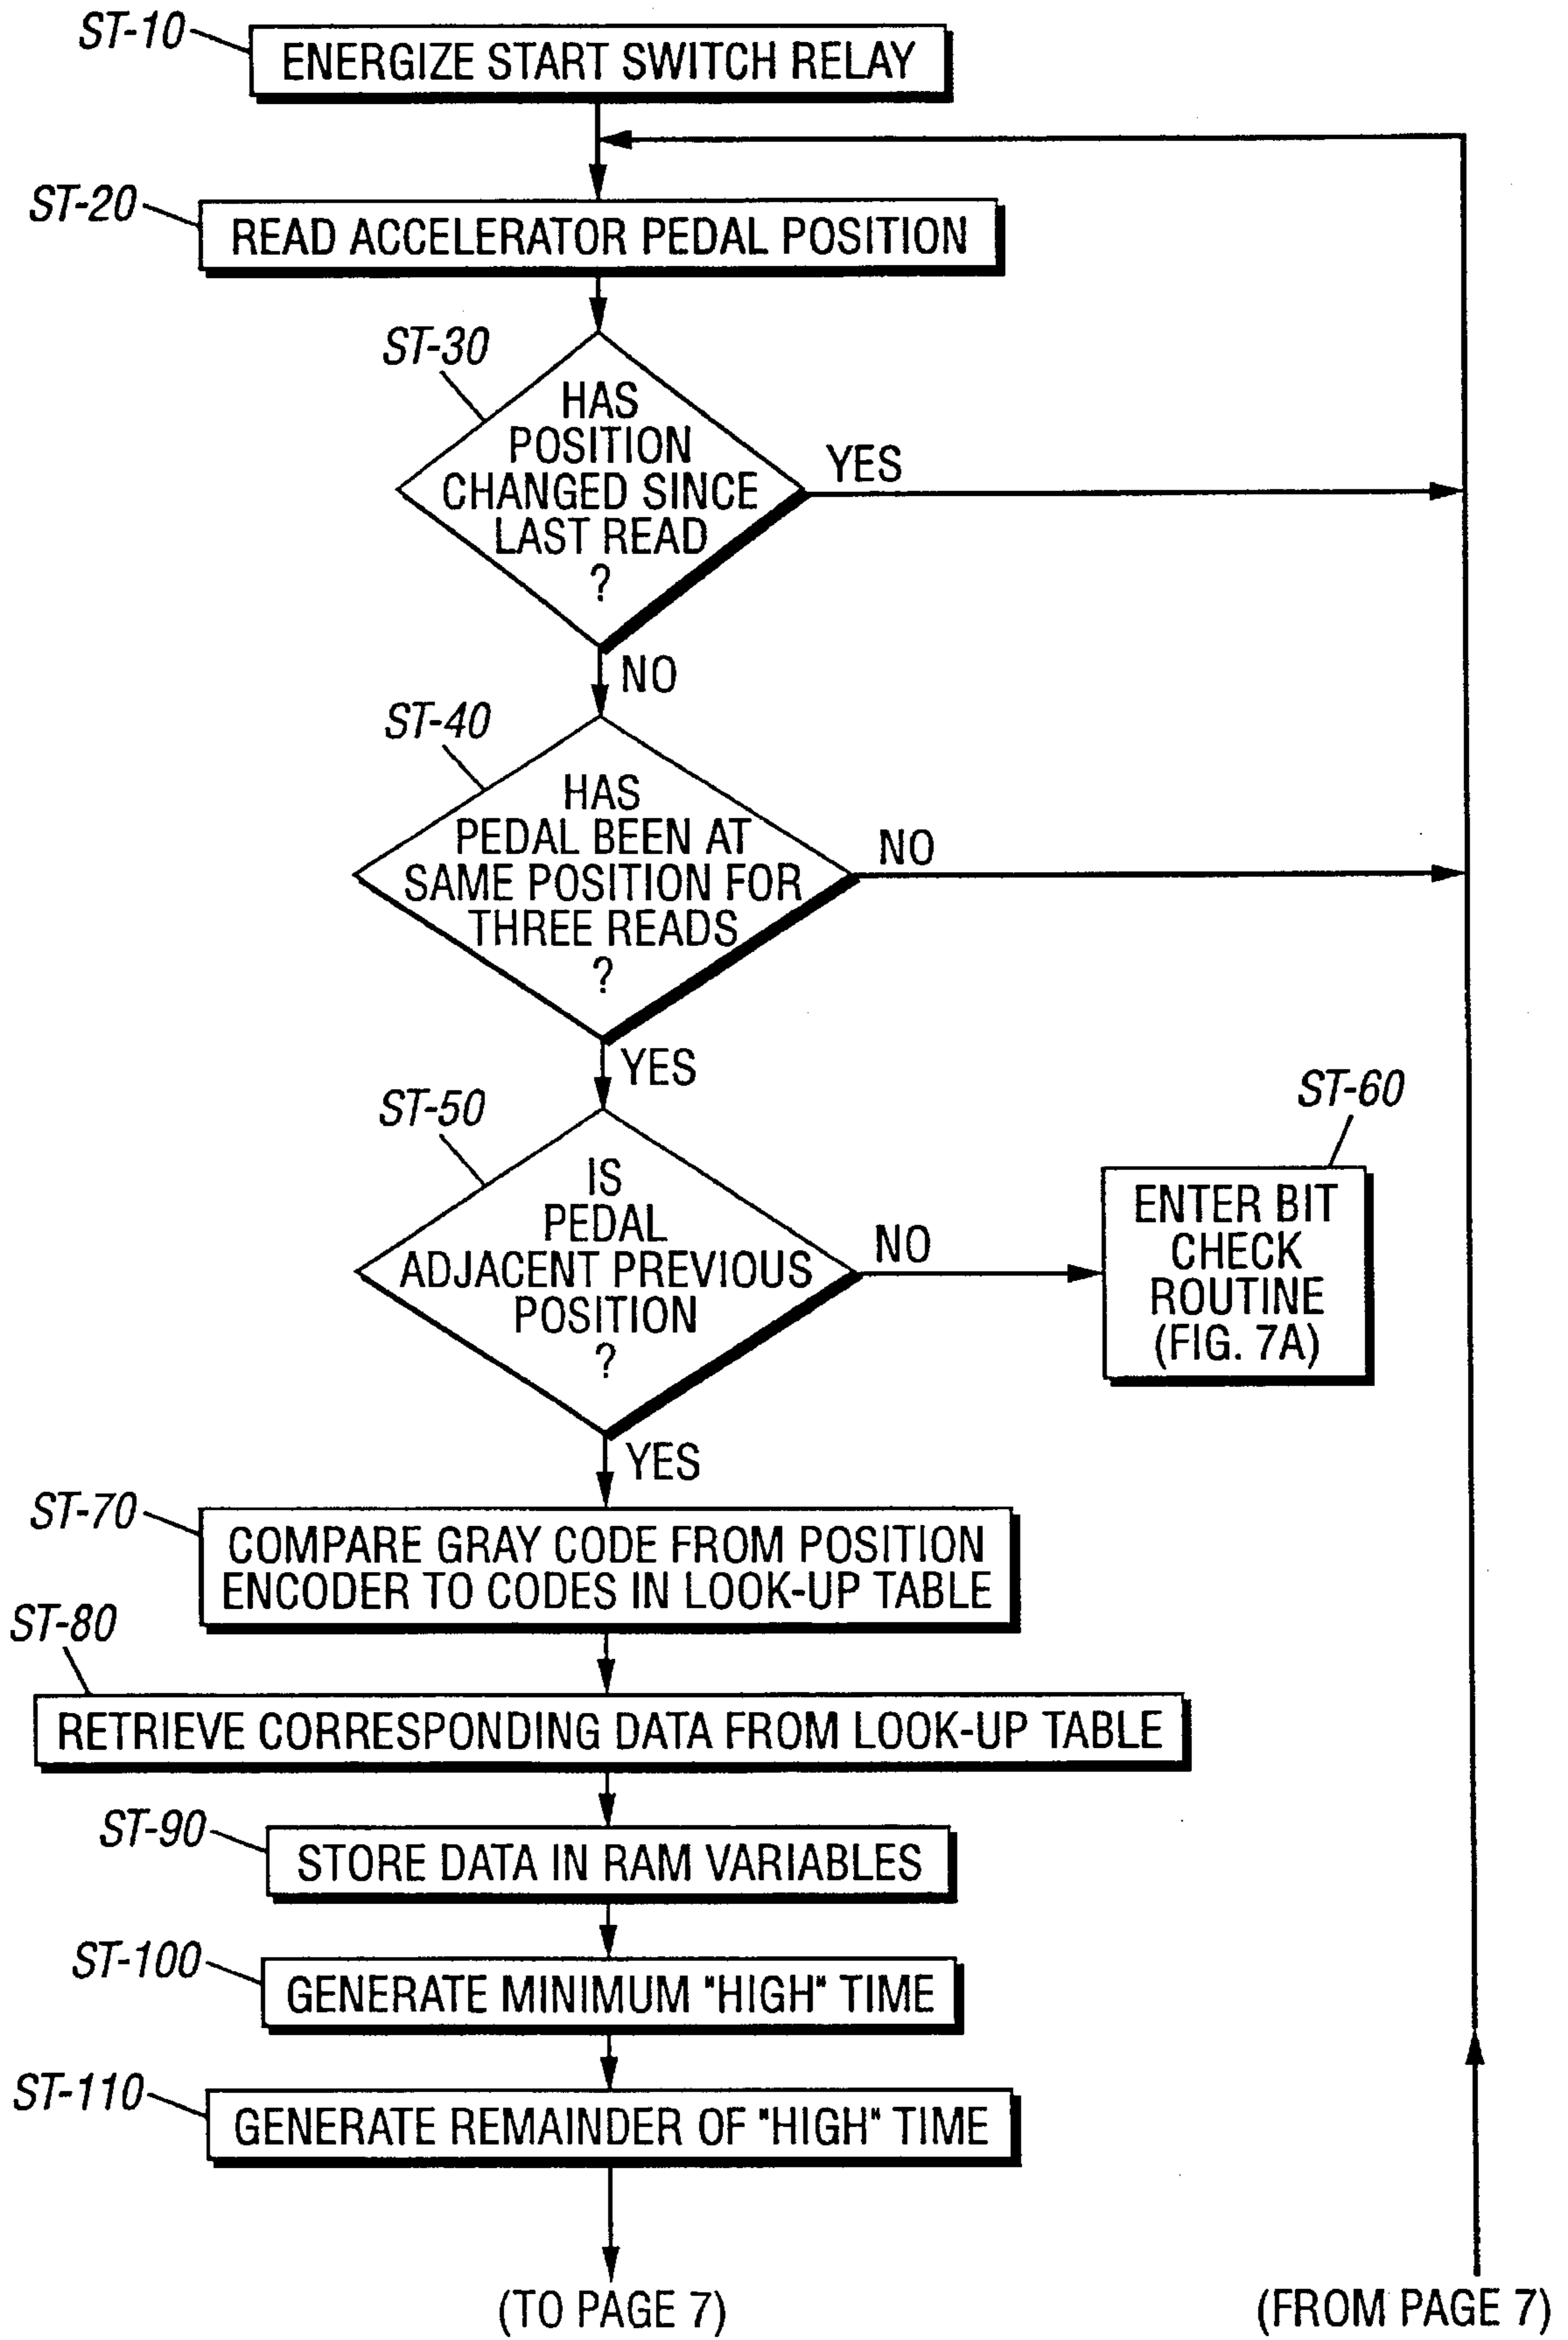 ST-10
ENERGIZE START SWITCH RELAY
ST-20
READ ACCELERATOR PEDAL POSITION
ST-30
HAS
POSITION
CHANGED SINCE
LAST READ
?
YES
NO
ST-40
HAS
PEDAL BEEN AT
SAME POSITION FOR
THREE READS
?
NO
YES
ST-50
IS
PEDAL
ADJACENT PREVIOUS
POSITION
?
NO
ST-60
ENTER BIT
CHECK
ROUTINE
(FIG. 7A)
YES
ST-70
COMPARE GRAY CODE FROM POSITION
ENCODER TO CODES IN LOOK-UP TABLE
ST-80
RETRIEVE CORRESPONDING DATA FROM LOOK-UP TABLE
ST-90
STORE DATA IN RAM VARIABLES
ST-100
GENERATE MINIMUM "HIGH" TIME
ST-110
GENERATE REMAINDER OF "HIGH" TIME
(TO PAGE 7)
(FROM PAGE 7)